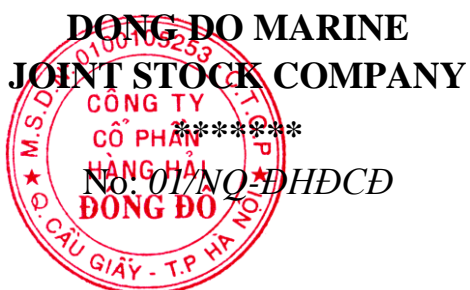 DONG DO MARINE
JOINT STOCK COMPANY
*******
No: 01/NQ-ĐHĐCĐ
M.S.D.N: 0100105253 - C.T.C.P
CÔNG TY
CỔ PHẦN
HÀNG HẢI
ĐÔNG ĐÔ
★ Q. CẦU GIẤY - T.P HÀ NỘI ★